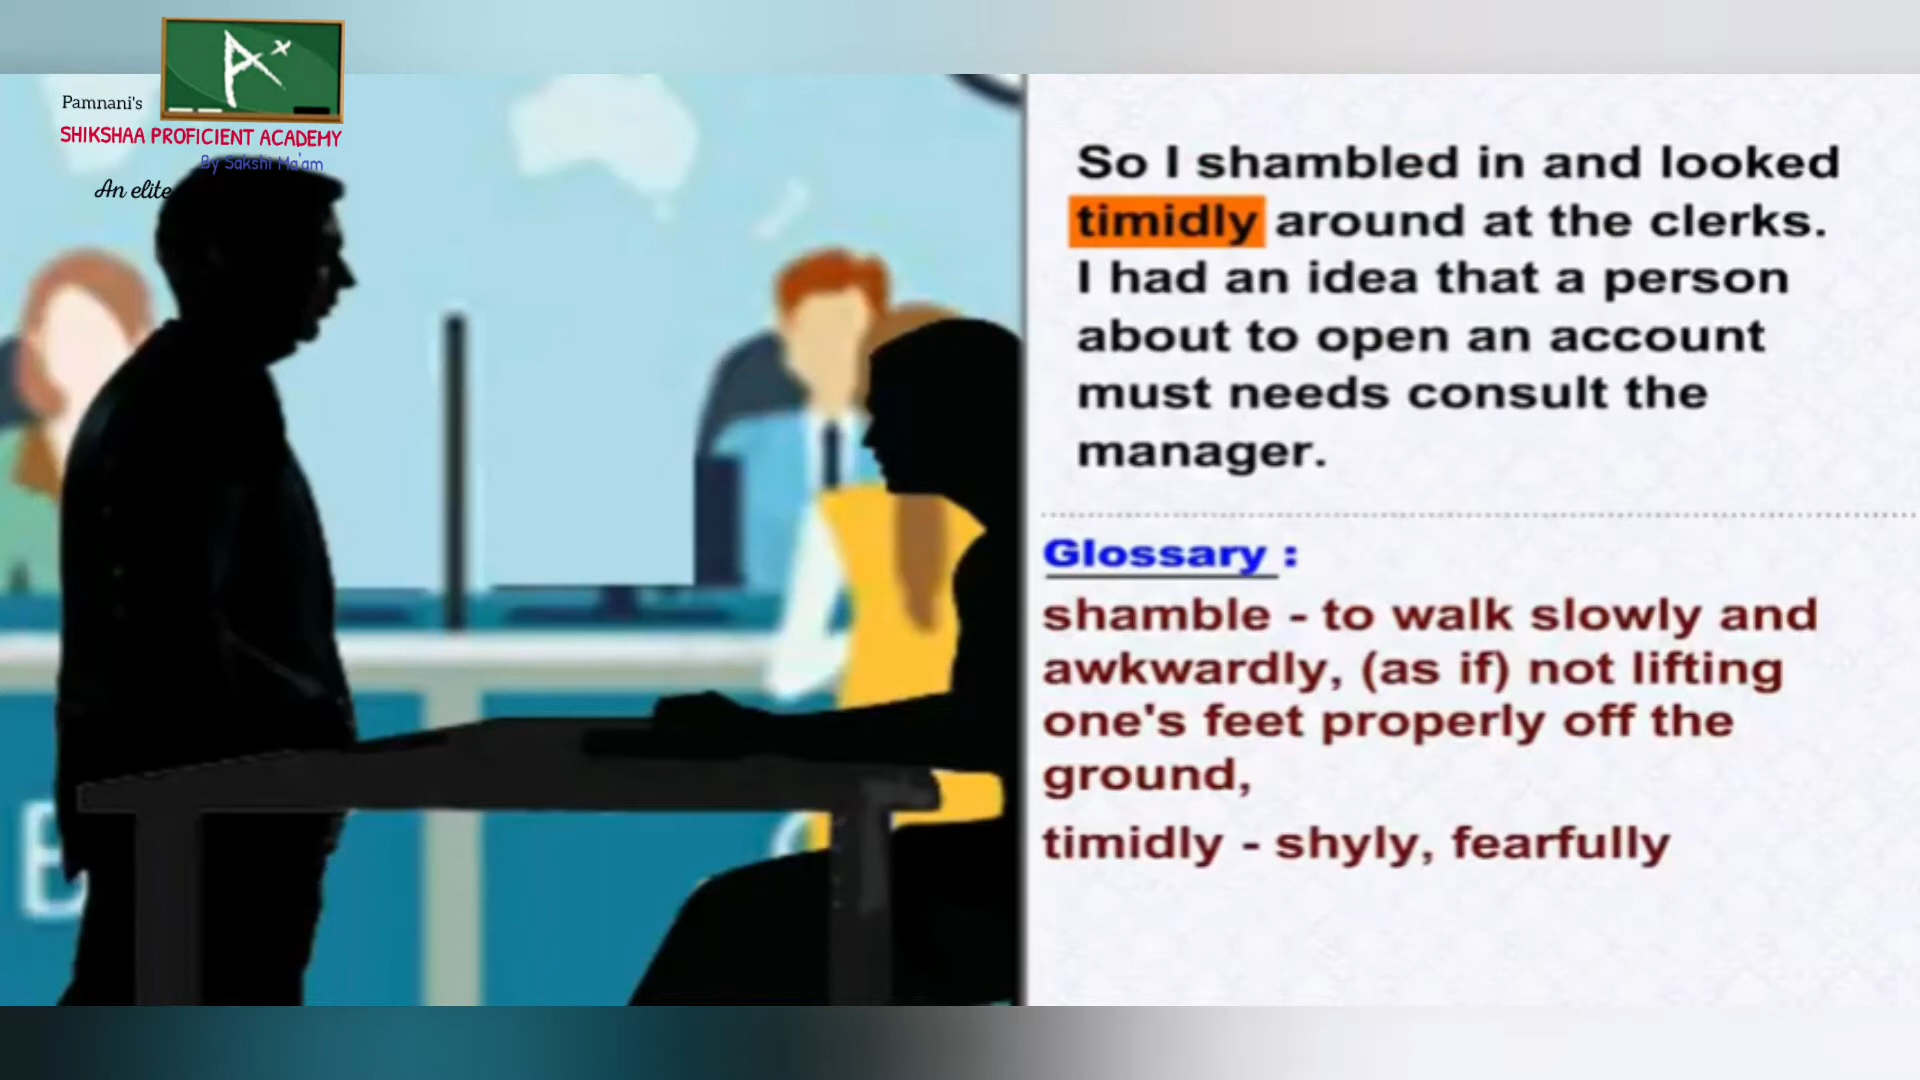 A+
Pamnani's
SHIKSHAA PROFICIENT ACADEMY
By Sakshi Ma'am
An elite
So I shambled in and looked
timidly around at the clerks.
I had an idea that a person
about to open an account
must needs consult the
manager.
Glossary :
shamble - to walk slowly and
awkwardly, (as if) not lifting
one's feet properly off the
ground,
timidly - shyly, fearfully